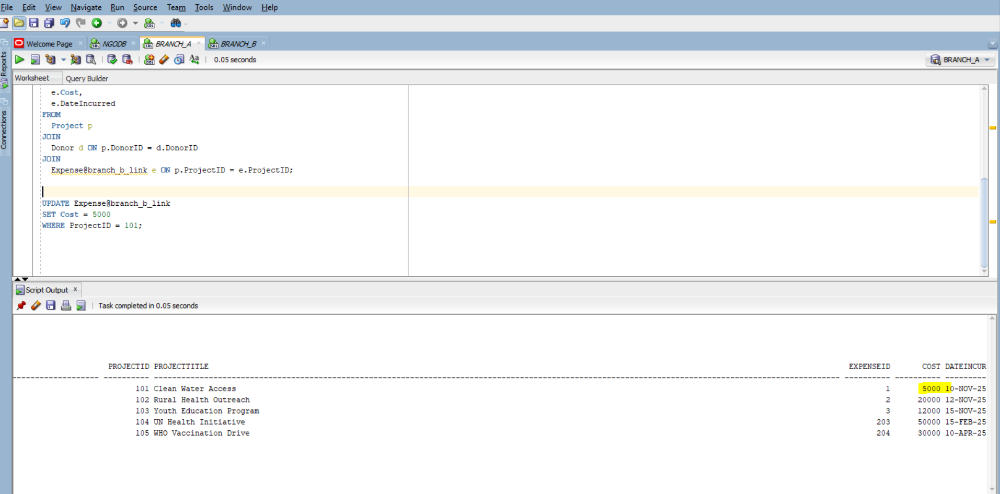 File Edit View Navigate Run Source Team Tools Window Help
Welcome Page NGODB BRANCH_A BRANCH_B
0.05 seconds BRANCH_A
Reports
Connections
Worksheet Query Builder
e.Cost,
e.DateIncurred
FROM
Project p
JOIN
Donor d ON p.DonorID = d.DonorID
JOIN
Expense@branch_b_link e ON p.ProjectID = e.ProjectID;
UPDATE Expense@branch_b_link
SET Cost = 5000
WHERE ProjectID = 101;
Script Output x
Task completed in 0.05 seconds
PROJECTID PROJECTTITLE EXPENSEID COST DATEINCUR
101 Clean Water Access 1 5000 10-NOV-25
102 Rural Health Outreach 2 20000 12-NOV-25
103 Youth Education Program 3 12000 15-NOV-25
104 UN Health Initiative 203 50000 15-FEB-25
105 WHO Vaccination Drive 204 30000 10-APR-25